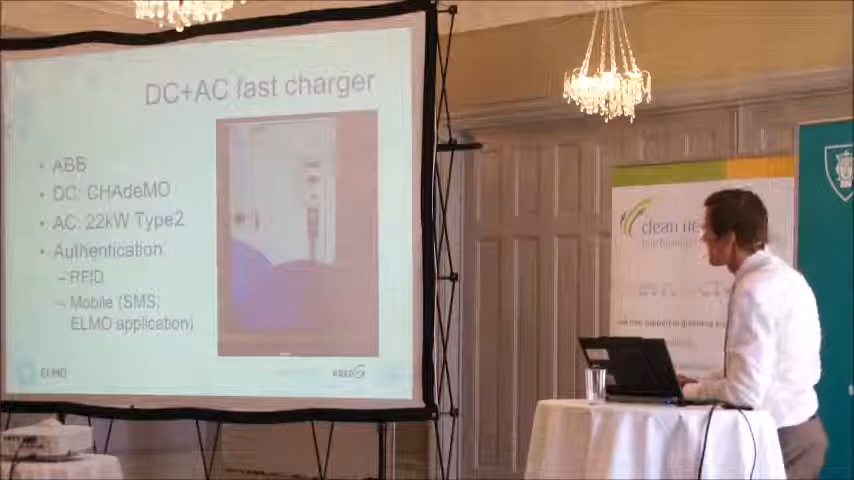 DC+AC fast charger
• ABB
• DC: CHAdeMO
• AC: 22kW Type2
• Authentication:
– RFID
– Mobile (SMS;
ELMO application)
ELMO
clean